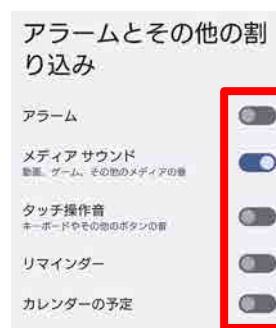 アラームとその他の割
り込み
アラーム
メディア サウンド
動画、ゲーム、その他のメディアの音
タッチ操作音
キーボードやその他のボタンの音
リマインダー
カレンダーの予定